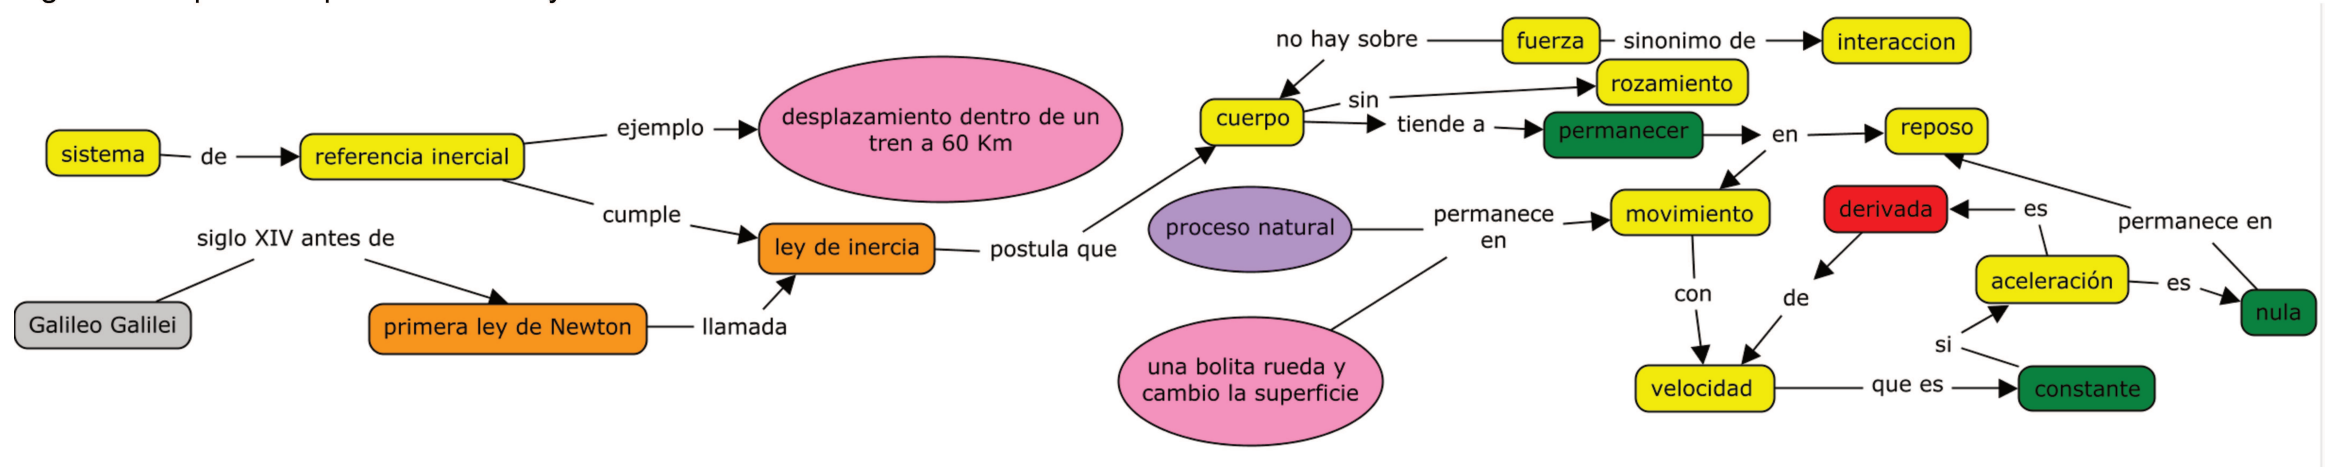 no hay sobre
fuerza
sinonimo de
interaccion
rozamiento
sin
cuerpo
tiende a
permanecer
en
reposo
desplazamiento dentro de un
tren a 60 Km
ejemplo
sistema
de
referencia inercial
cumple
siglo XIV antes de
ley de inercia
postula que
Galileo Galilei
primera ley de Newton
llamada
proceso natural
permanece
en
movimiento
derivada
es
permanece en
con
de
aceleración
es
nula
una bolita rueda y
cambio la superficie
si
velocidad
que es
constante